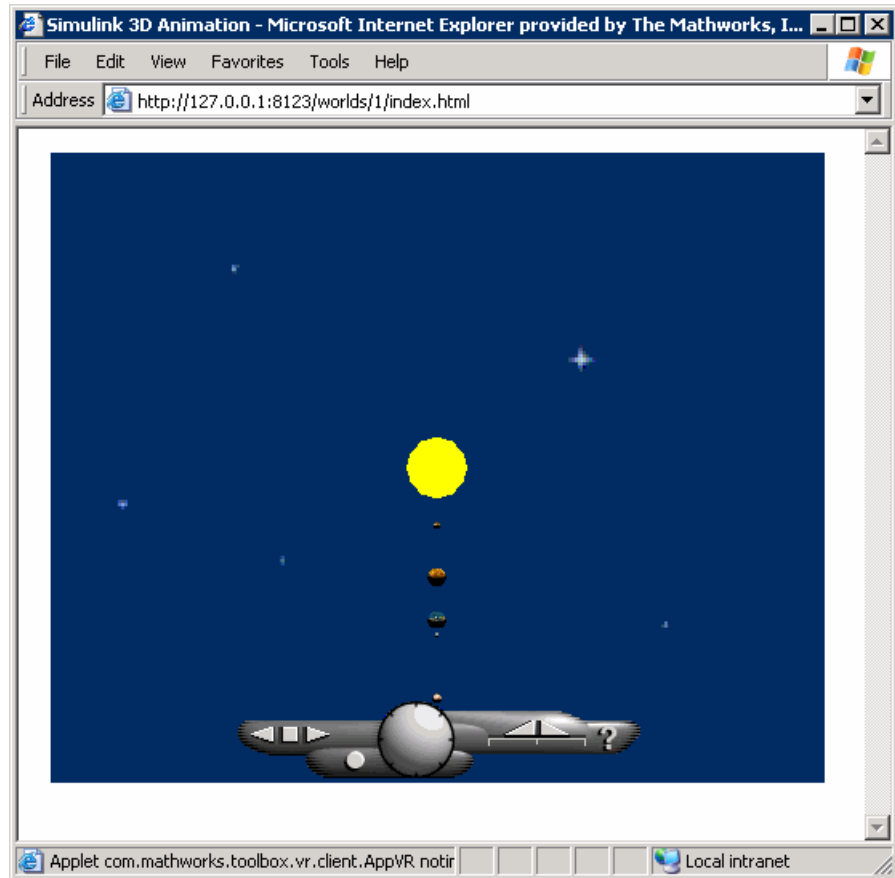 Simulink 3D Animation - Microsoft Internet Explorer provided by The Mathworks, I...
File Edit View Favorites Tools Help
Address http://127.0.0.1:8123/worlds/1/index.html
?
Applet com.mathworks.toolbox.vr.client.AppVR notir Local intranet